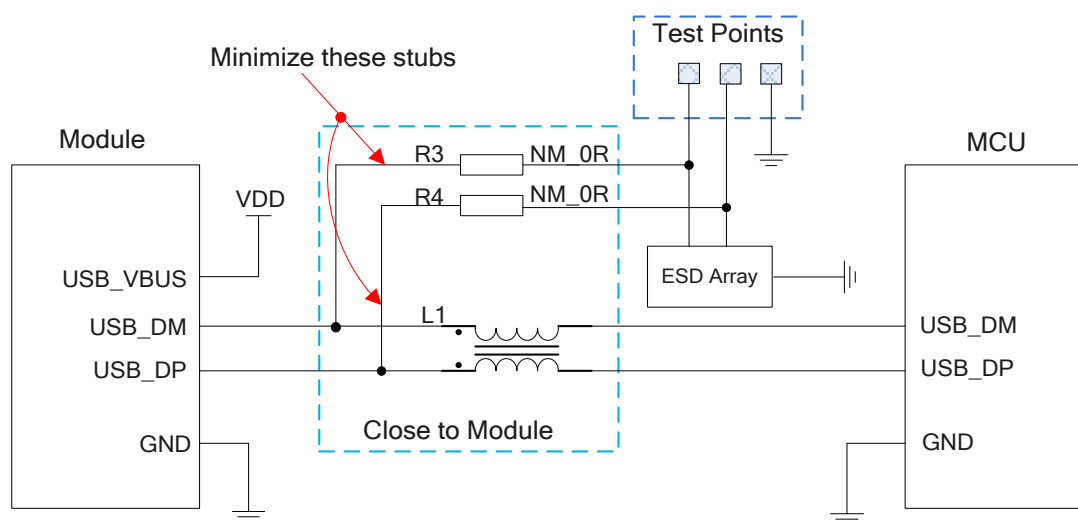 Minimize these stubs
Test Points
Module
MCU
R3 NM_0R
R4 NM_0R
VDD
ESD Array
USB_VBUS
USB_DM L1 USB_DM
USB_DP USB_DP
Close to Module
GND GND